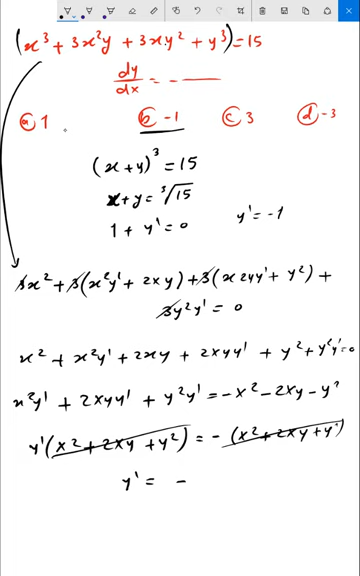 (x³ + 3x²y + 3xy² + y³) = 15
dy/dx = - ——
ⓐ 1 ⓑ -1 ⓒ 3 ⓓ -3
(x + y)³ = 15
x + y = ³√15
1 + y' = 0 y' = -1
3x² + 3(x²y' + 2xy) + 3(x2yy' + y²) +
3y²y' = 0
x² + x²y' + 2xy + 2xyy' + y² + y²y' = 0
x²y' + 2xyy' + y²y' = -x² - 2xy - y²
y'(x² + 2xy + y²) = - (x² + 2xy + y²)
y' = -